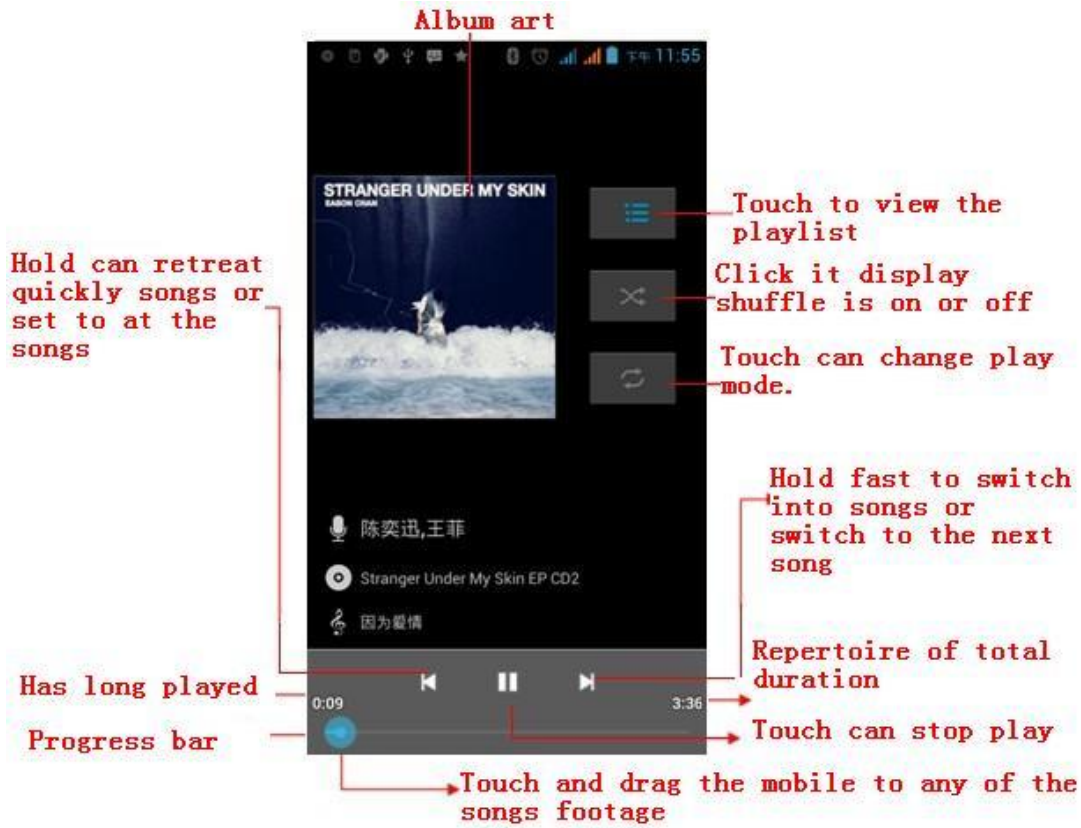 Album art
下午 11:55
STRANGER UNDER MY SKIN
EASON CHAN
Touch to view the
playlist
Hold can retreat
quickly songs or
set to at the
songs
Click it display
shuffle is on or off
Touch can change play
mode.
Hold fast to switch
into songs or
switch to the next
song
陈奕迅,王菲
Stranger Under My Skin EP CD2
因为爱情
Repertoire of total
duration
Has long played
0:09
3:36
Touch can stop play
Progress bar
Touch and drag the mobile to any of the
songs footage